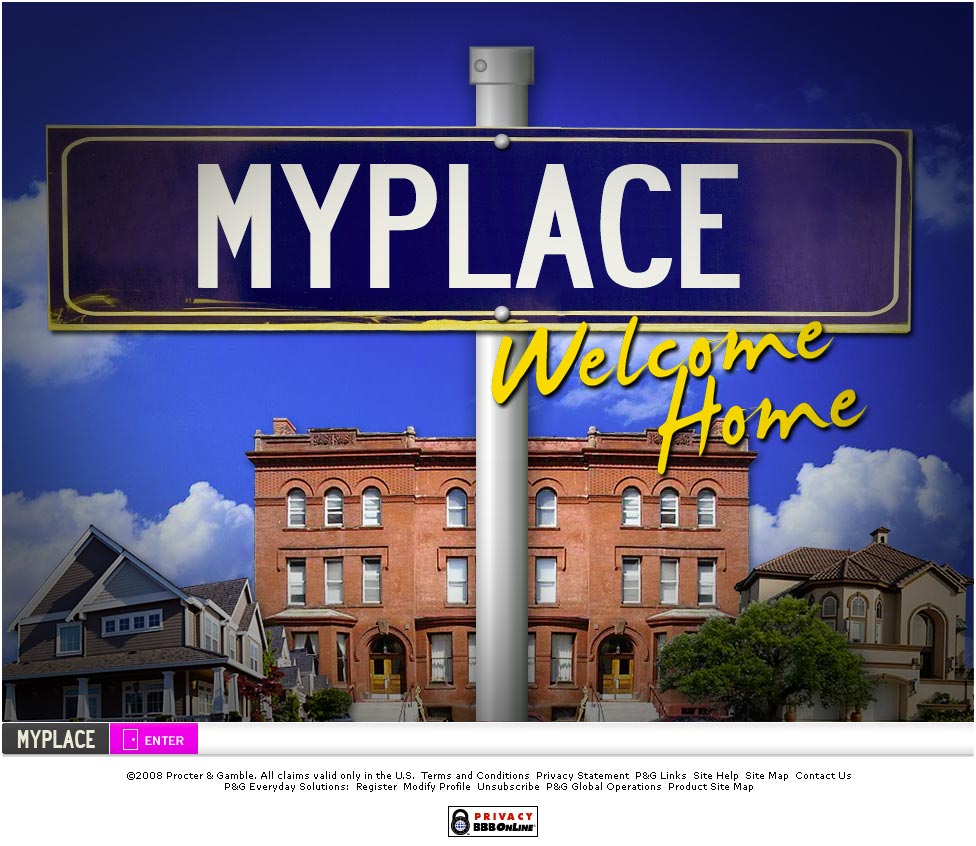 MYPLACE
Welcome
Home
MYPLACE ENTER
©2008 Procter & Gamble. All claims valid only in the U.S. Terms and Conditions Privacy Statement P&G Links Site Help Site Map Contact Us
P&G Everyday Solutions: Register Modify Profile Unsubscribe P&G Global Operations Product Site Map
PRIVACY
BBBOnLine